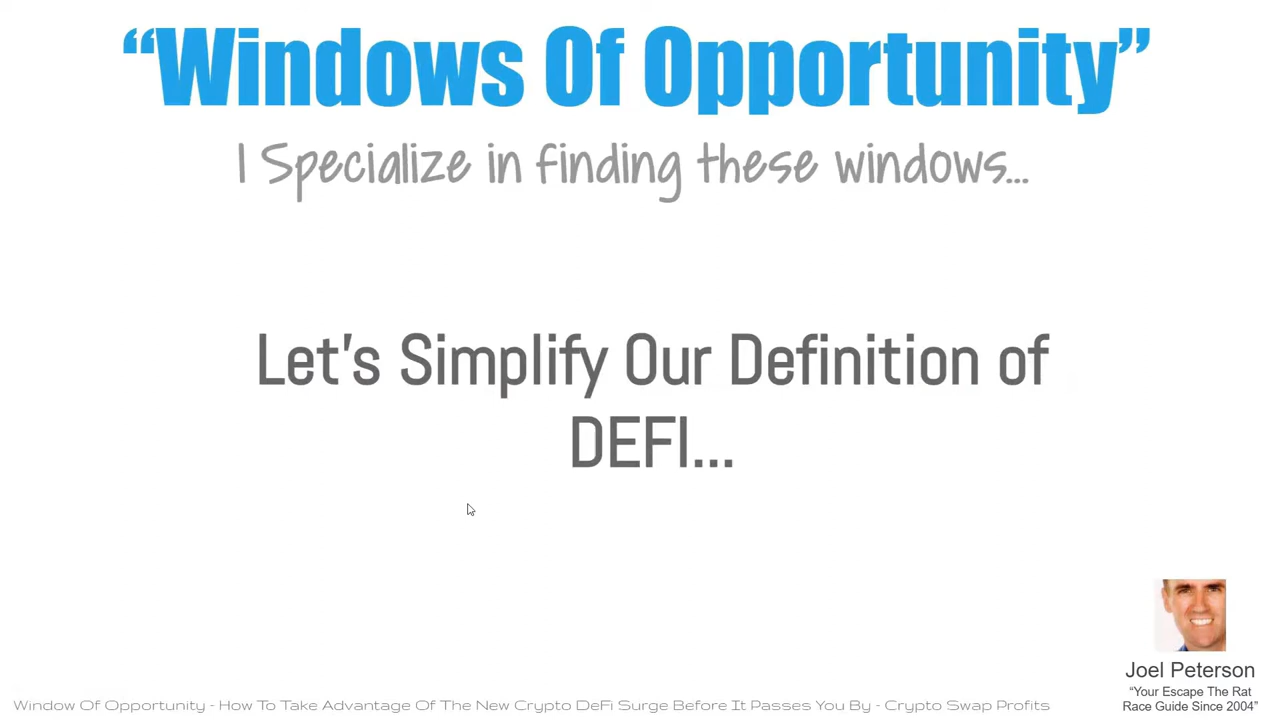 “Windows Of Opportunity”
I Specialize in finding these windows...
Let's Simplify Our Definition of
DEFI...
Joel Peterson
“Your Escape The Rat
Race Guide Since 2004”
Window Of Opportunity - How To Take Advantage Of The New Crypto DeFi Surge Before It Passes You By - Crypto Swap Profits